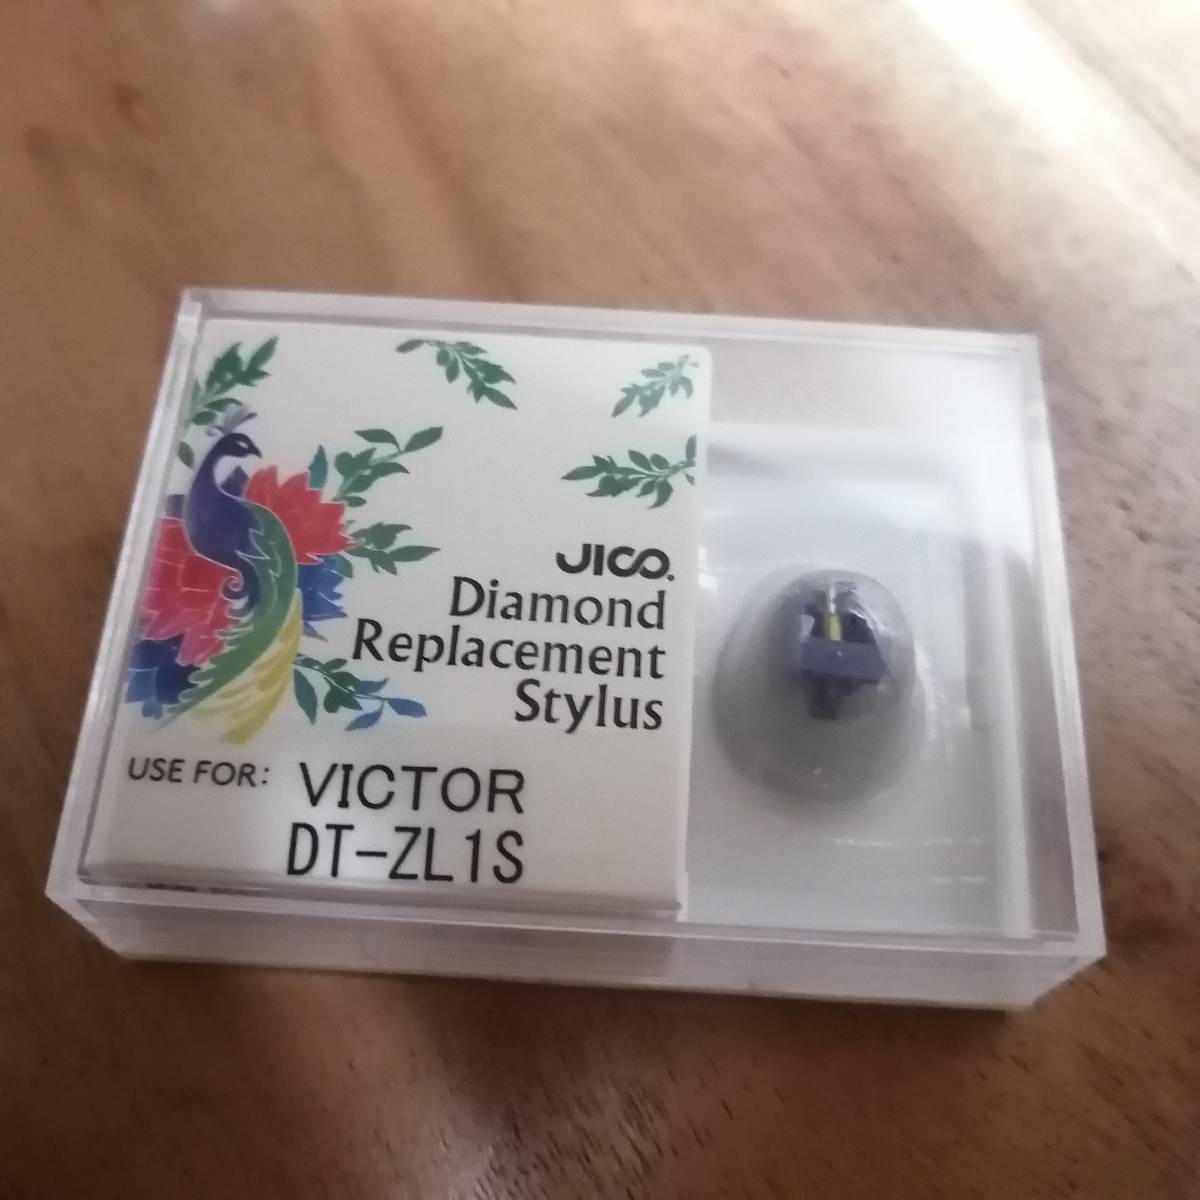 JICO.
Diamond
Replacement
Stylus
USE FOR: VICTOR
DT-ZL1S